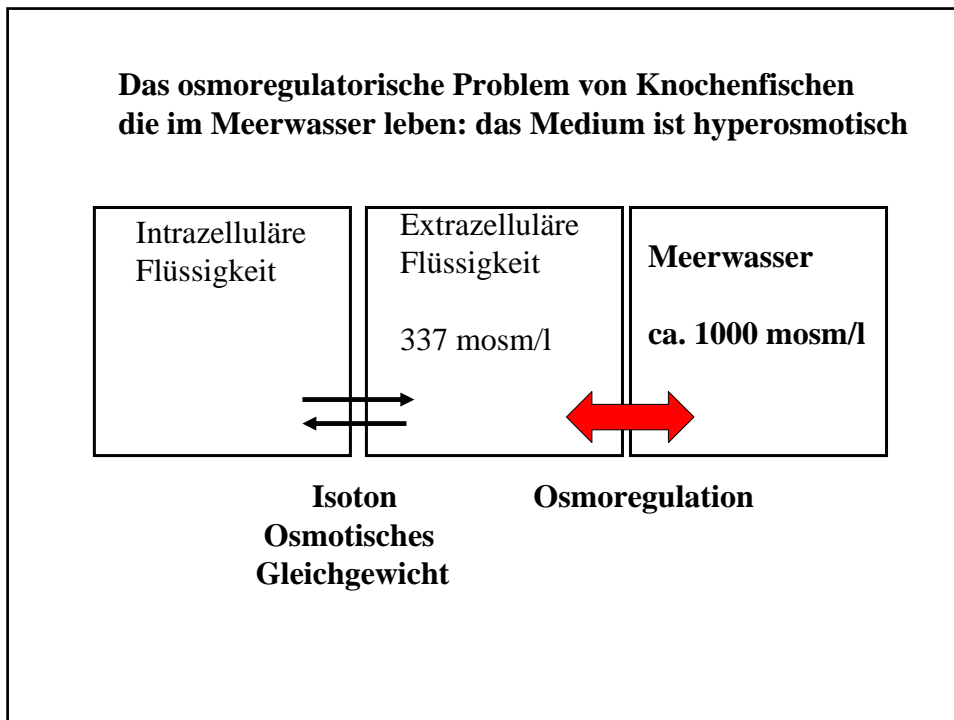 Das osmoregulatorische Problem von Knochenfischen
die im Meerwasser leben: das Medium ist hyperosmotisch
Intrazelluläre
Flüssigkeit
Extrazelluläre
Flüssigkeit
337 mosm/l
Meerwasser
ca. 1000 mosm/l
Isoton
Osmotisches
Gleichgewicht
Osmoregulation